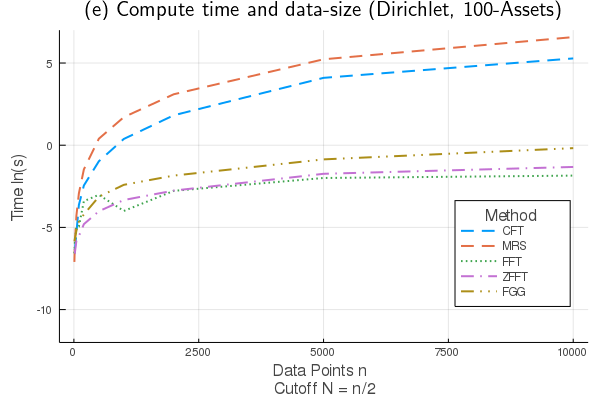 (e) Compute time and data-size (Dirichlet, 100-Assets)
Time ln(s)
5
0
-5
-10
0
2500
5000
7500
10000
Data Points n
Cutoff N = n/2
Method
CFT
MRS
FFT
ZFFT
FGG